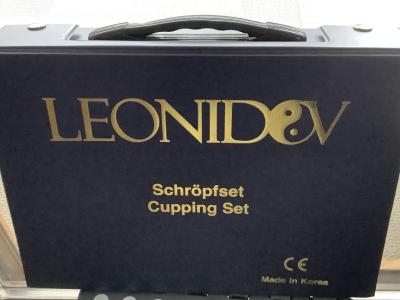 LEONIDOV
Schröpfset
Cupping Set
CE
Made in Korea